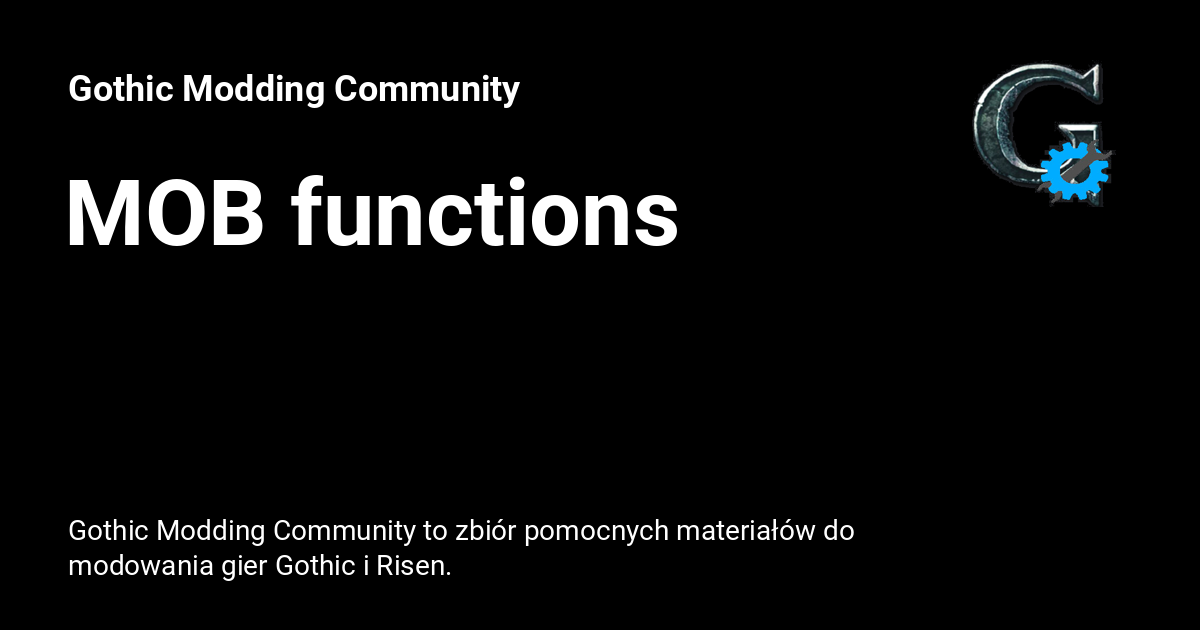 Gothic Modding Community
G
MOB functions
Gothic Modding Community to zbiór pomocnych materiałów do
modowania gier Gothic i Risen.